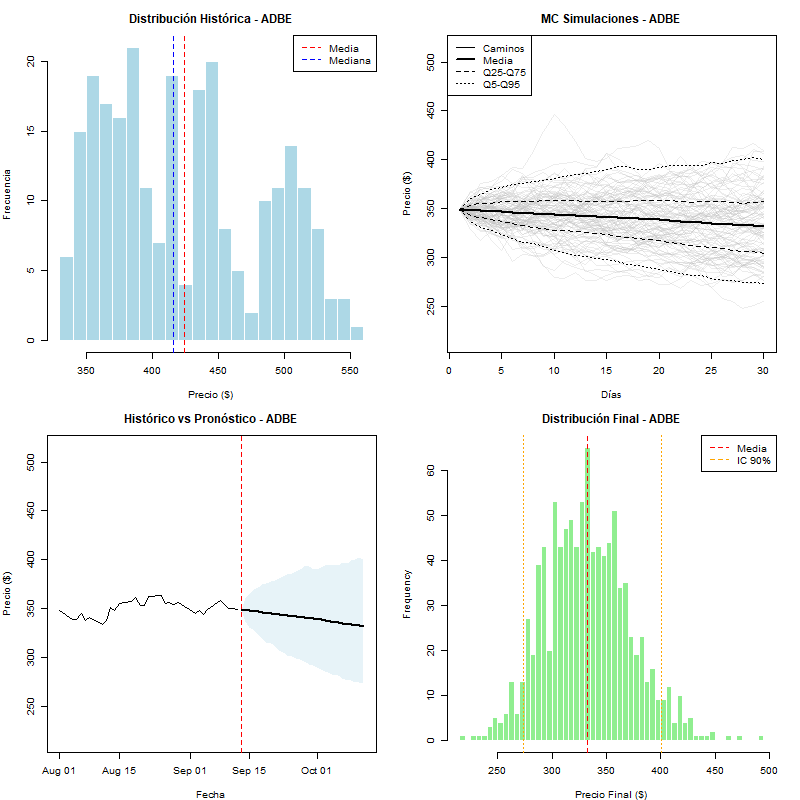 Distribución Histórica - ADBE
Media
Mediana
Frecuencia
0
5
10
15
20
350
400
450
500
550
Precio ($)
MC Simulaciones - ADBE
Caminos
Media
Q25-Q75
Q5-Q95
Precio ($)
250
300
350
400
450
500
0
5
10
15
20
25
30
Días
Histórico vs Pronóstico - ADBE
Precio ($)
250
300
350
400
450
500
Aug 01
Aug 15
Sep 01
Sep 15
Oct 01
Fecha
Distribución Final - ADBE
Media
IC 90%
Frequency
0
10
20
30
40
50
60
250
300
350
400
450
500
Precio Final ($)